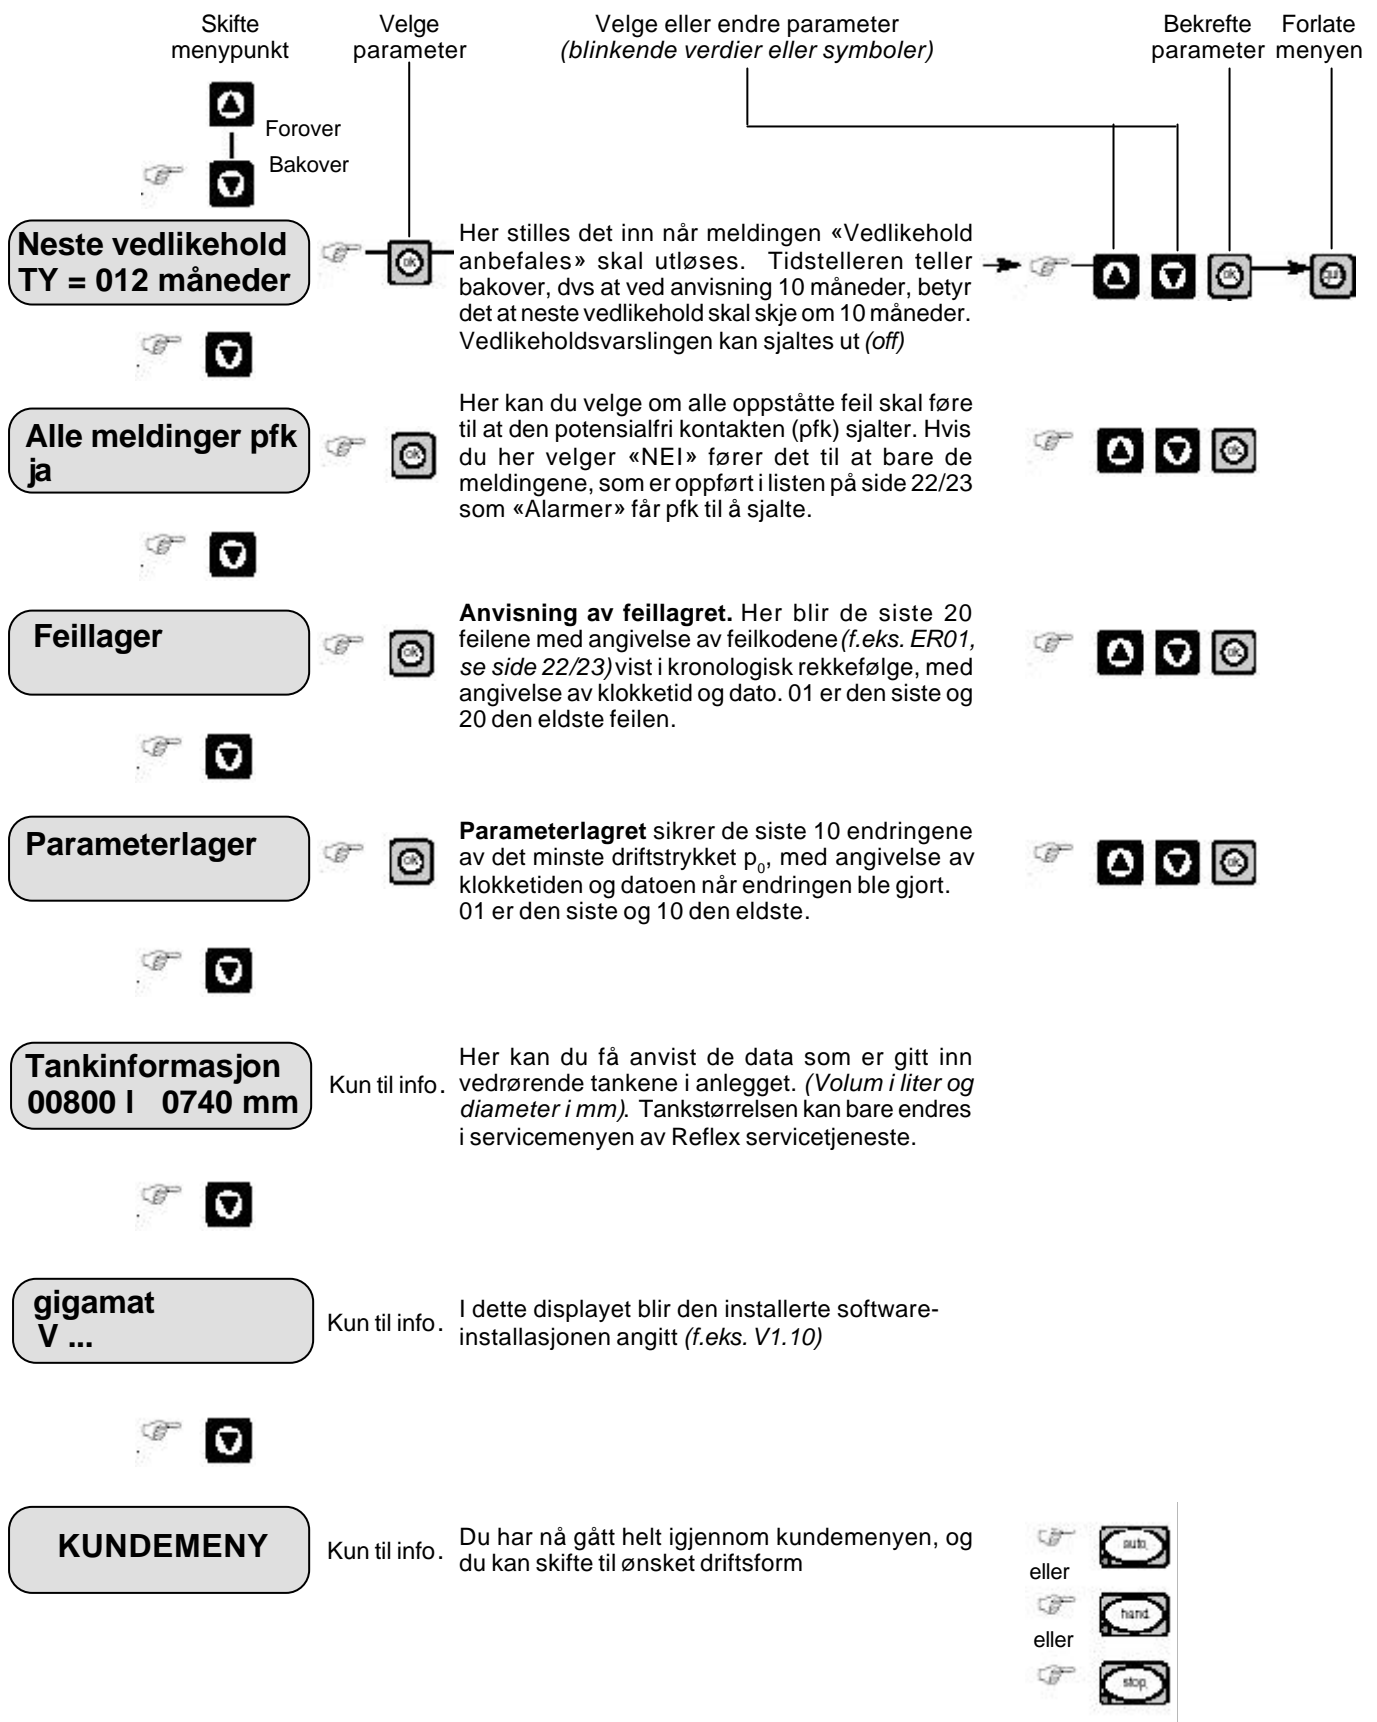 Skifte
menypunkt
Velge
parameter
Velge eller endre parameter
(blinkende verdier eller symboler)
Bekrefte
parameter
Forlate
menyen
Forover
Bakover
Neste vedlikehold
TY = 012 måneder
ok
Her stilles det inn når meldingen «Vedlikehold
anbefales» skal utløses. Tidstelleren teller
bakover, dvs at ved anvisning 10 måneder, betyr
det at neste vedlikehold skal skje om 10 måneder.
Vedlikeholdsvarslingen kan sjaltes ut (off)
ok
quit
Alle meldinger pfk
ja
ok
Her kan du velge om alle oppståtte feil skal føre
til at den potensialfri kontakten (pfk) sjalter. Hvis
du her velger «NEI» fører det til at bare de
meldingene, som er oppført i listen på side 22/23
som «Alarmer» får pfk til å sjalte.
ok
Feillager
ok
Anvisning av feillagret. Her blir de siste 20
feilene med angivelse av feilkodene (f.eks. ER01,
se side 22/23) vist i kronologisk rekkefølge, med
angivelse av klokketid og dato. 01 er den siste og
20 den eldste feilen.
ok
Parameterlager
ok
Parameterlagret sikrer de siste 10 endringene
av det minste driftstrykket p0, med angivelse av
klokketiden og datoen når endringen ble gjort.
01 er den siste og 10 den eldste.
ok
Tankinformasjon
00800 l 0740 mm
Kun til info.
Her kan du få anvist de data som er gitt inn
vedrørende tankene i anlegget. (Volum i liter og
diameter i mm). Tankstørrelsen kan bare endres
i servicemenyen av Reflex servicetjeneste.
gigamat
V ...
Kun til info.
I dette displayet blir den installerte software-
installasjonen angitt (f.eks. V1.10)
KUNDEMENY
Kun til info.
Du har nå gått helt igjennom kundemenyen, og
du kan skifte til ønsket driftsform
auto
eller
hand
eller
stop